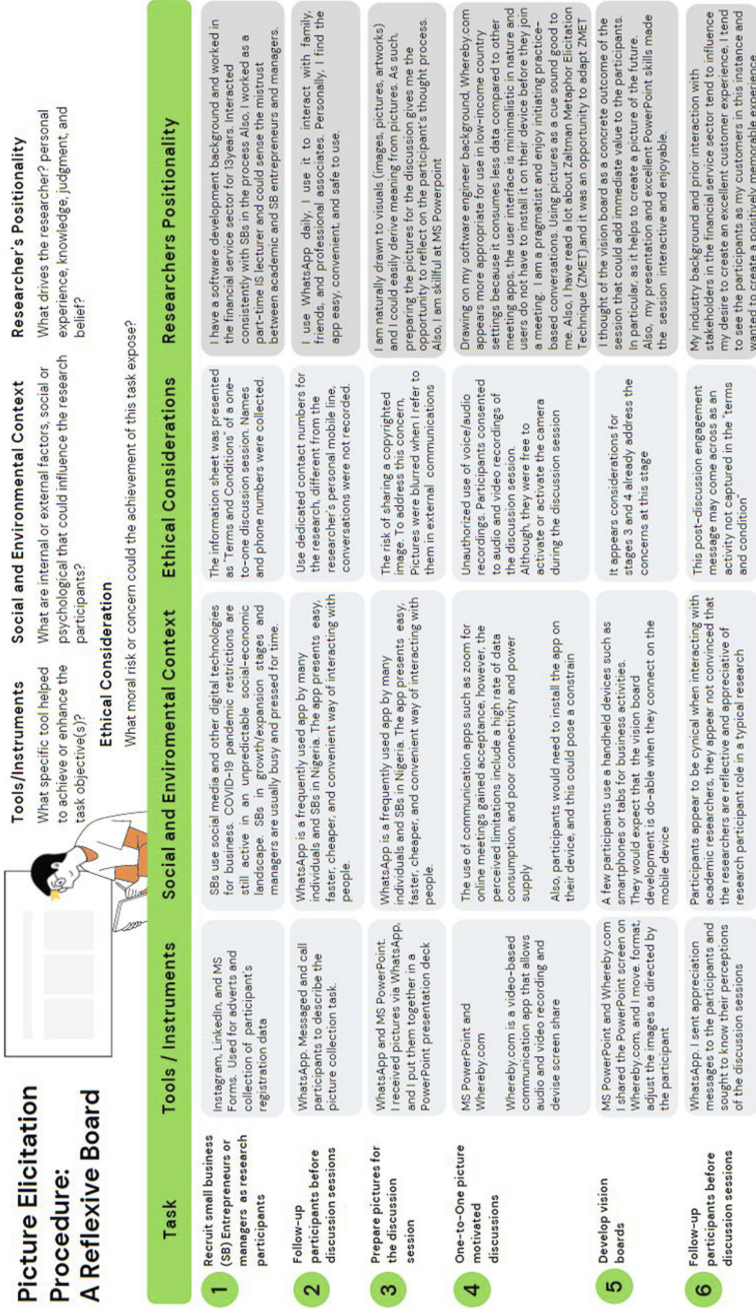 Picture Elicitation
Procedure:
A Reflexive Board
Tools/Instruments
What specific tool helped
to achieve or enhance the
task objective(s)?
Social and Environmental Context
What are internal or external factors, social or
psychological that could influence the research
participants?
Researcher's Positionality
What drives the researcher? personal
experience, knowledge, judgment, and
belief?
Ethical Consideration
What moral risk or concern could the achievement of this task expose?
Task
Tools / Instruments
Social and Enviromental Context
Ethical Considerations
Researchers Positionality
1
Recruit small business
(SB) Entrepreneurs or
managers as research
participants
Instagram, LinkedIn, and MS
Forms. Used for adverts and
collection of participant's
registration data
SBs use social media and other digital technologies
for business. COVID-19 pandemic restrictions are
still active in an unpredictable social-economic
landscape. SBs in growth/expansion stages and
managers are usually busy and pressed for time.
The information sheet was presented
as "Terms and Conditions" of a one-
to-one discussion session. Names
and phone numbers were collected.
I have a software development background and worked in
the financial service sector for 13years. Interacted
consistently with SBs in the process Also, I worked as a
part-time IS lecturer and could sense the mistrust
between academic and SB entrepreneurs and managers.
2
Follow-up
participants before
discussion sessions
WhatsApp. Messaged and call
participants to describe the
picture collection task.
WhatsApp is a frequently used app by many
individuals and SBs in Nigeria. The app presents easy,
faster, cheaper, and convenient way of interacting with
people.
Use dedicated contact numbers for
the research, different from the
researcher's personal mobile line,
conversations were not recorded.
I use WhatsApp daily, I use it to interact with family,
friends, and professional associates. Personally, I find the
app easy, convenient, and safe to use.
3
Prepare pictures for
the discussion
session
WhatsApp and MS PowerPoint.
I received pictures via WhatsApp,
and I put them together in a
PowerPoint presentation deck
WhatsApp is a frequently used app by many
individuals and SBs in Nigeria. The app presents easy,
faster, cheaper, and convenient way of interacting with
people.
The risk of sharing a copyrighted
image. To address this concern,
Pictures were blurred when I refer to
them in external communications
I am naturally drawn to visuals (images, pictures, artworks)
and I could easily derive meaning from pictures. As such,
preparing the pictures for the discussion gives me the
opportunity to reflect on the participant's thought process.
Also, I am skillful at MS Powerpoint
4
One-to-One picture
motivated
discussions
MS PowerPoint and
Whereby.com
Whereby.com is a video-based
communication app that allows
audio and video recording and
devise screen share
The use of communication apps such as zoom for
online meetings gained acceptance, however, the
perceived limitations include a high rate of data
consumption, and poor connectivity and power
supply
Also, participants would need to install the app on
their device, and this could pose a constrain
Unauthorized use of voice/audio
recordings. Participants consented
to audio and video recordings of
the discussion session.
Although, they were free to
activate or activate the camera
during the discussion session
Drawing on my software engineer background, Whereby.com
appears more appropriate for use in low-income country
settings because it consumes less data compared to other
meeting apps, the user interface is minimalistic in nature and
users do not have to install it on their device before they join
a meeting. I am a pragmatist and enjoy initiating practice-
based conversations. Using pictures as a cue sound good to
me. Also, I have read a lot about Zaltman Metaphor Elicitation
Technique (ZMET) and it was an opportunity to adapt ZMET
5
Develop vision
boards
MS PowerPoint and Whereby.com
I shared the PowerPoint screen on
Whereby.com, and I move, format,
adjust the images as directed by
the participant
A few participants use a handheld devices such as
smartphones or tabs for business activities.
They would expect that the vision board
development is do-able when they connect on the
mobile device
It appears considerations for
stages 3 and 4 already address the
concerns at this stage
I thought of the vision board as a concrete outcome of the
session that could add immediate value to the participants.
In particular, as it helps to create a picture of the future.
Also, my presentation and excellent PowerPoint skills made
the session interactive and enjoyable.
6
Follow-up
participants before
discussion sessions
WhatsApp. I sent appreciation
messages to the participants and
sought to know their perceptions
of the discussion sessions
Participants appear to be cynical when interacting with
academic researchers, they appear not convinced that
the researchers are reflective and appreciative of
research participant role in a typical research
This post-discussion engagement
message may come across as an
activity not captured in the "terms
and condition"
My industry background and prior interaction with
stakeholders in the financial service sector tend to influence
my desire to create an excellent customer experience. I tend
to see the participants as my customers in this instance and
wanted to create a positively memorable experience